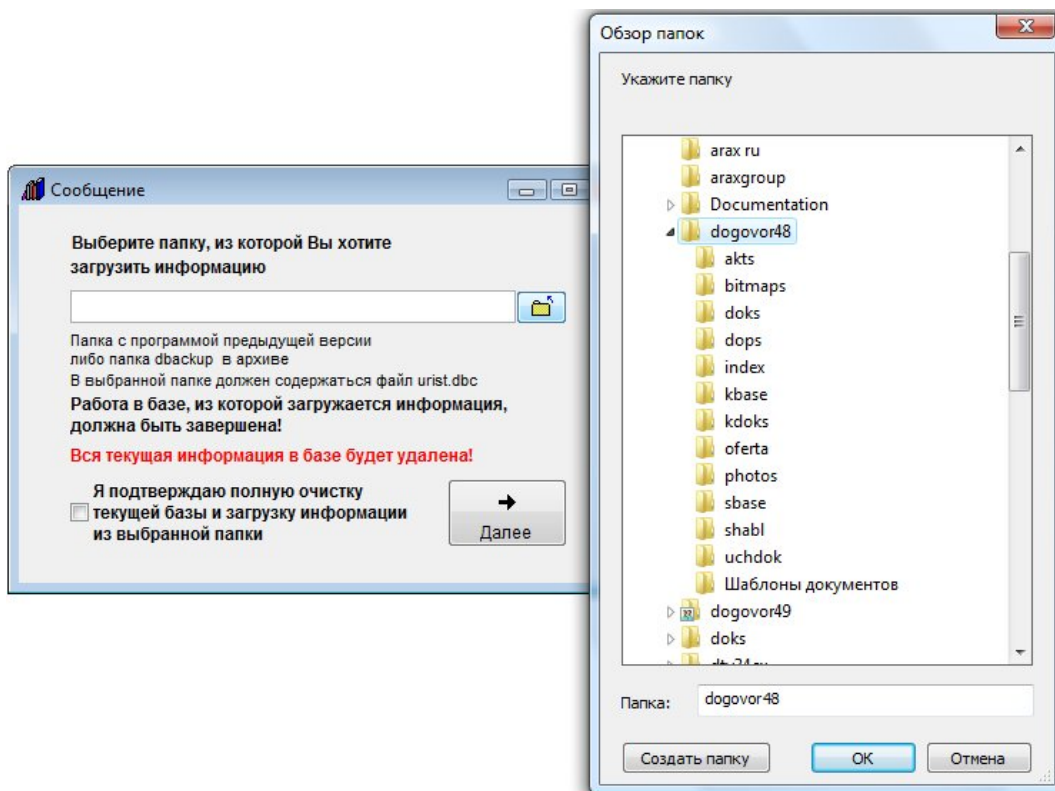 Сообщение
Выберите папку, из которой Вы хотите
загрузить информацию
Папка с программой предыдущей версии
либо папка dbackup в архиве
В выбранной папке должен содержаться файл urist.dbc
Работа в базе, из которой загружается информация,
должна быть завершена!
Вся текущая информация в базе будет удалена!
Я подтверждаю полную очистку
текущей базы и загрузку информации
из выбранной папки
Далее
Обзор папок
Укажите папку
arax ru
araxgroup
Documentation
dogovor48
akts
bitmaps
doks
dops
index
kbase
kdoks
oferta
photos
sbase
shabl
uchdok
Шаблоны документов
dogovor49
doks
Папка:
dogovor48
Создать папку
ОК
Отмена